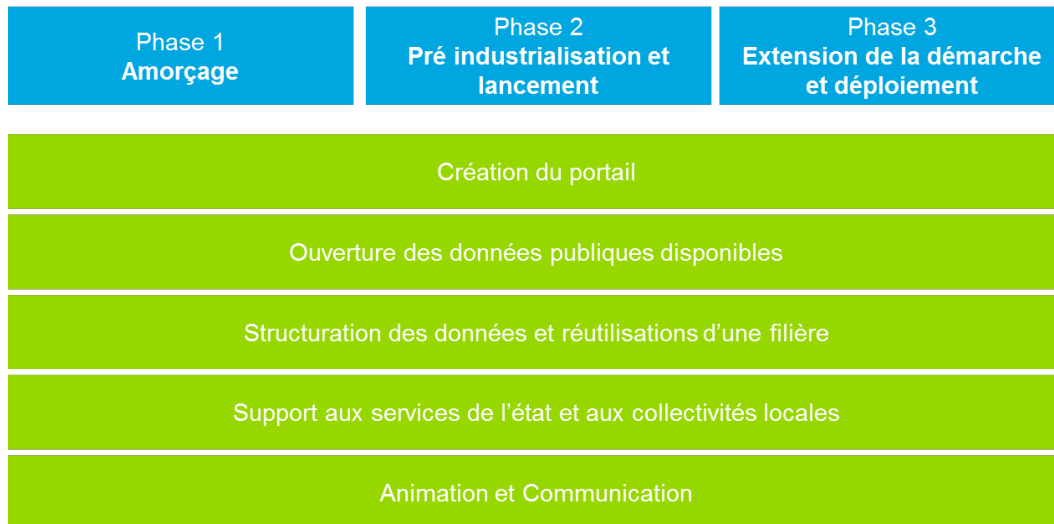 Phase 1
Amorçage
Phase 2
Pré industrialisation et
lancement
Phase 3
Extension de la démarche
et déploiement
Création du portail
Ouverture des données publiques disponibles
Structuration des données et réutilisations d’une filière
Support aux services de l’état et aux collectivités locales
Animation et Communication